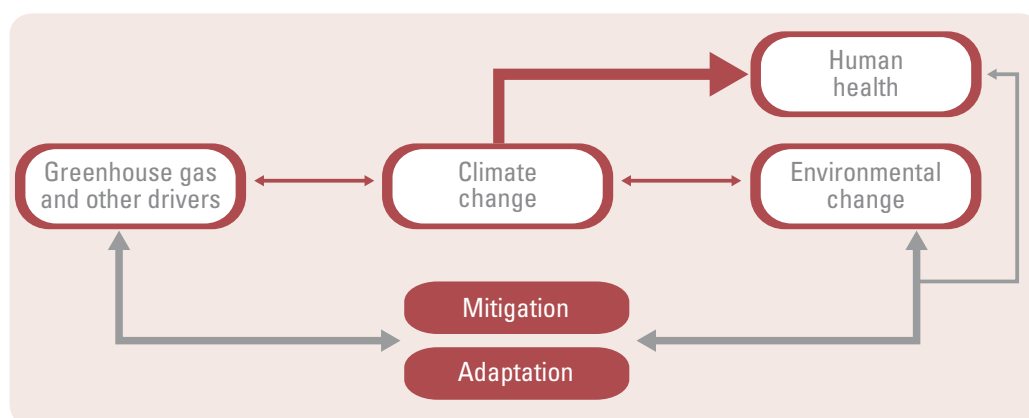 Human
health
Greenhouse gas
and other drivers
Climate
change
Environmental
change
Mitigation
Adaptation